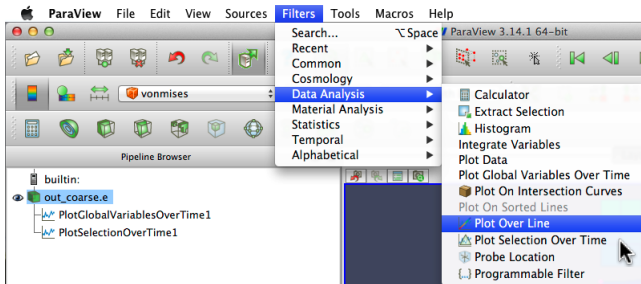 ParaView File Edit View Sources Filters Tools Macros Help
ParaView 3.14.1 64-bit
Search... ⌥Space
Recent
Common
Cosmology
Data Analysis
Material Analysis
Statistics
Temporal
Alphabetical
vonmises
Calculator
Extract Selection
Histogram
Integrate Variables
Plot Data
Plot Global Variables Over Time
Plot On Intersection Curves
Plot On Sorted Lines
Plot Over Line
Plot Selection Over Time
Probe Location
Programmable Filter
Pipeline Browser
builtin:
out_coarse.e
PlotGlobalVariablesOverTime1
PlotSelectionOverTime1